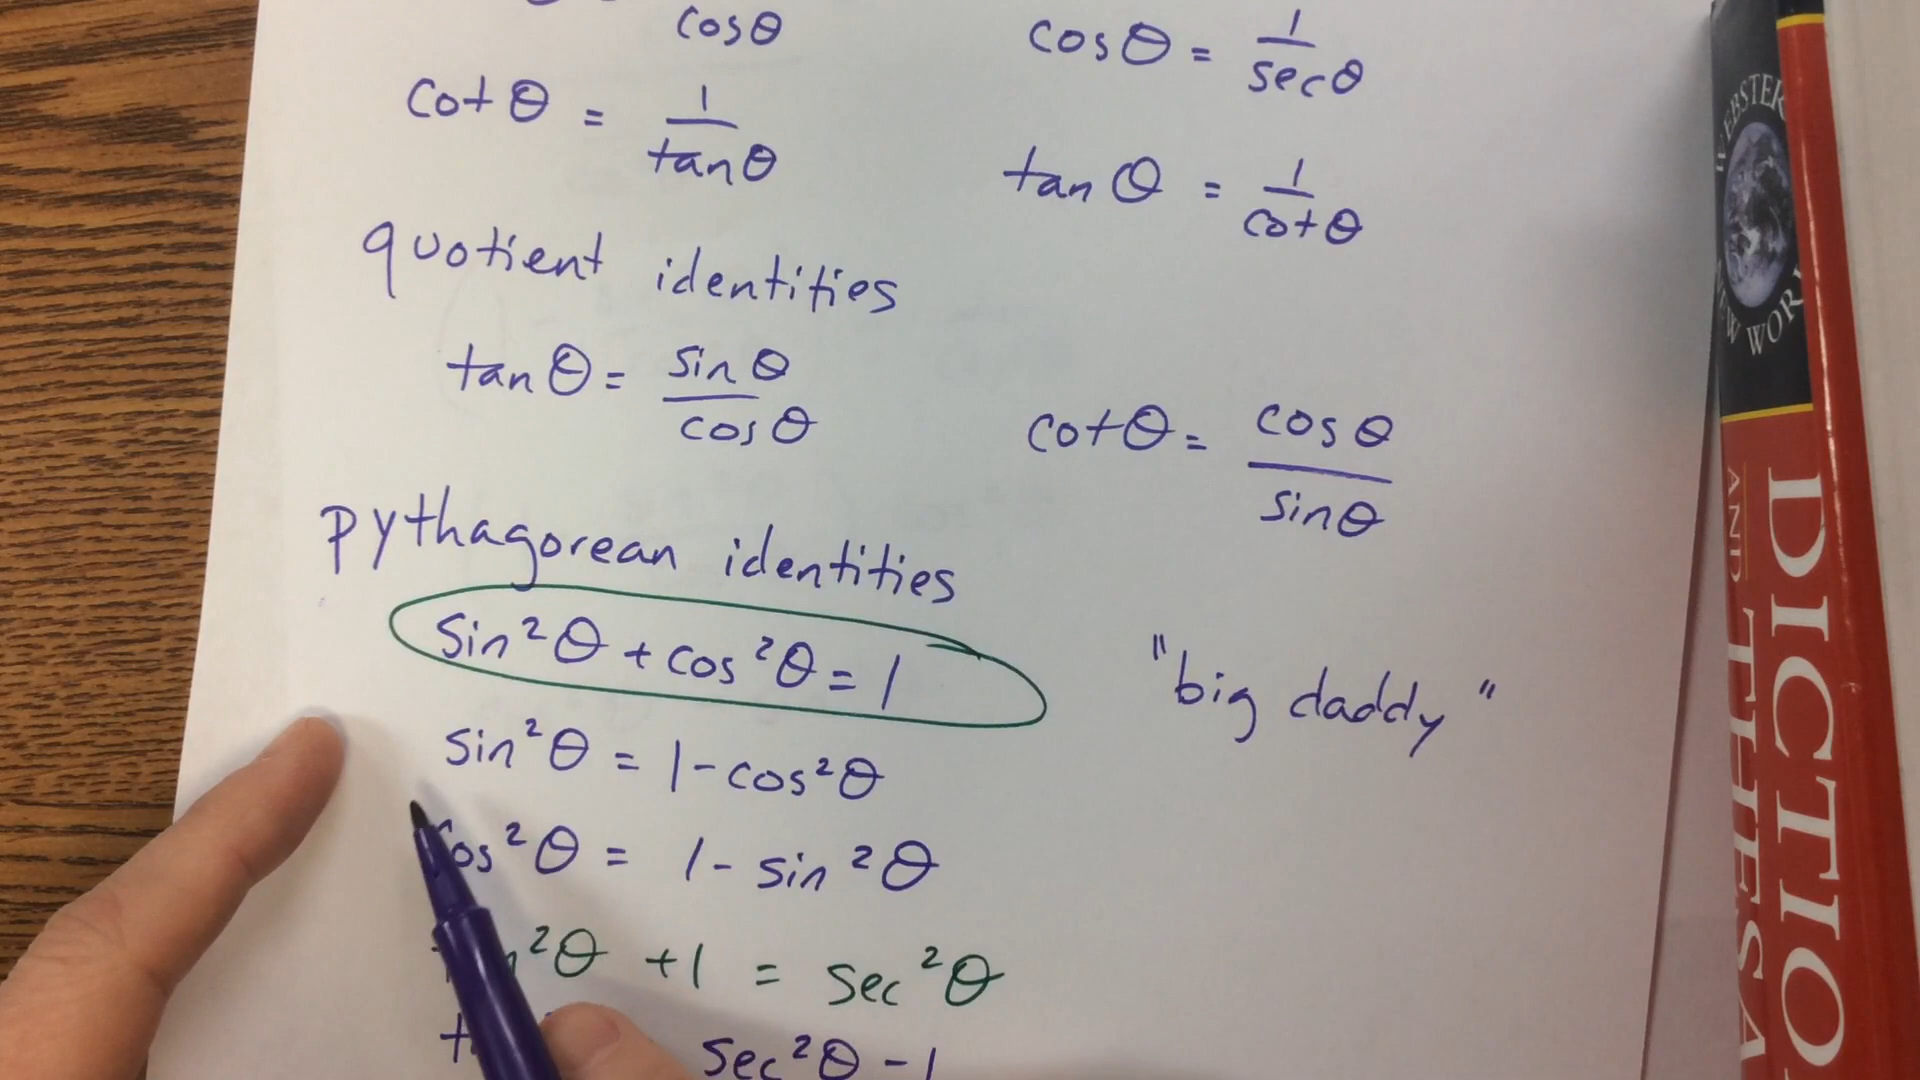 cosθ
cosθ = 1/secθ
cotθ = 1/tanθ
tanθ = 1/cotθ
quotient identities
tanθ = sinθ/cosθ
cotθ = cosθ/sinθ
pythagorean identities
sin²θ + cos²θ = 1
"big daddy"
sin²θ = 1 - cos²θ
cos²θ = 1 - sin²θ
²θ + 1 = sec²θ
sec²θ - 1
WEBSTER'S
NEW WORL
DICTIO
AND THESA